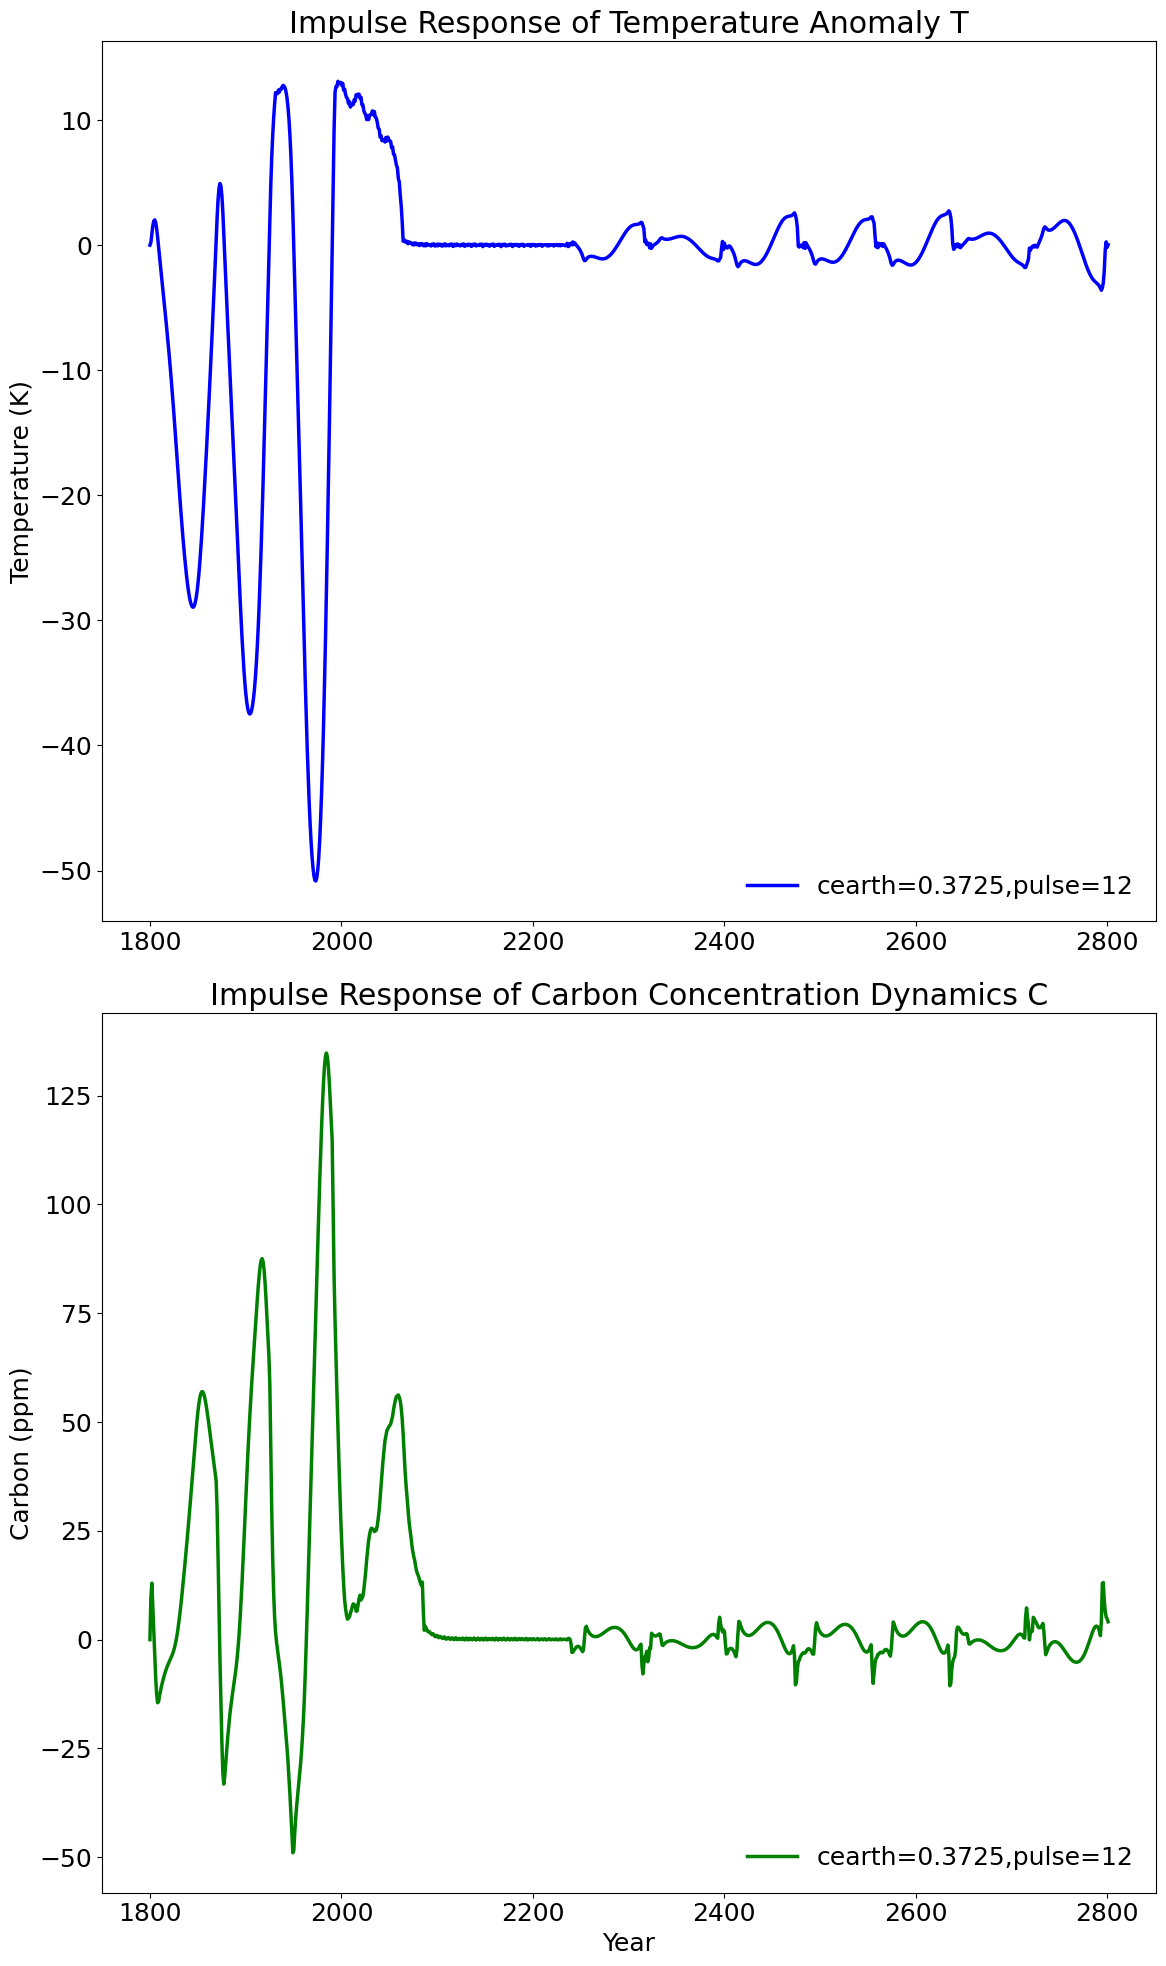 Impulse Response of Temperature Anomaly T
Temperature (K)
10
0
−10
−20
−30
−40
−50
cearth=0.3725,pulse=12
1800 2000 2200 2400 2600 2800
Impulse Response of Carbon Concentration Dynamics C
Carbon (ppm)
125
100
75
50
25
0
−25
−50
cearth=0.3725,pulse=12
1800 2000 2200 2400 2600 2800
Year